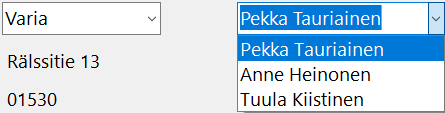 Varia
Pekka Tauriainen
Pekka Tauriainen
Rälssitie 13
Anne Heinonen
01530
Tuula Kiistinen